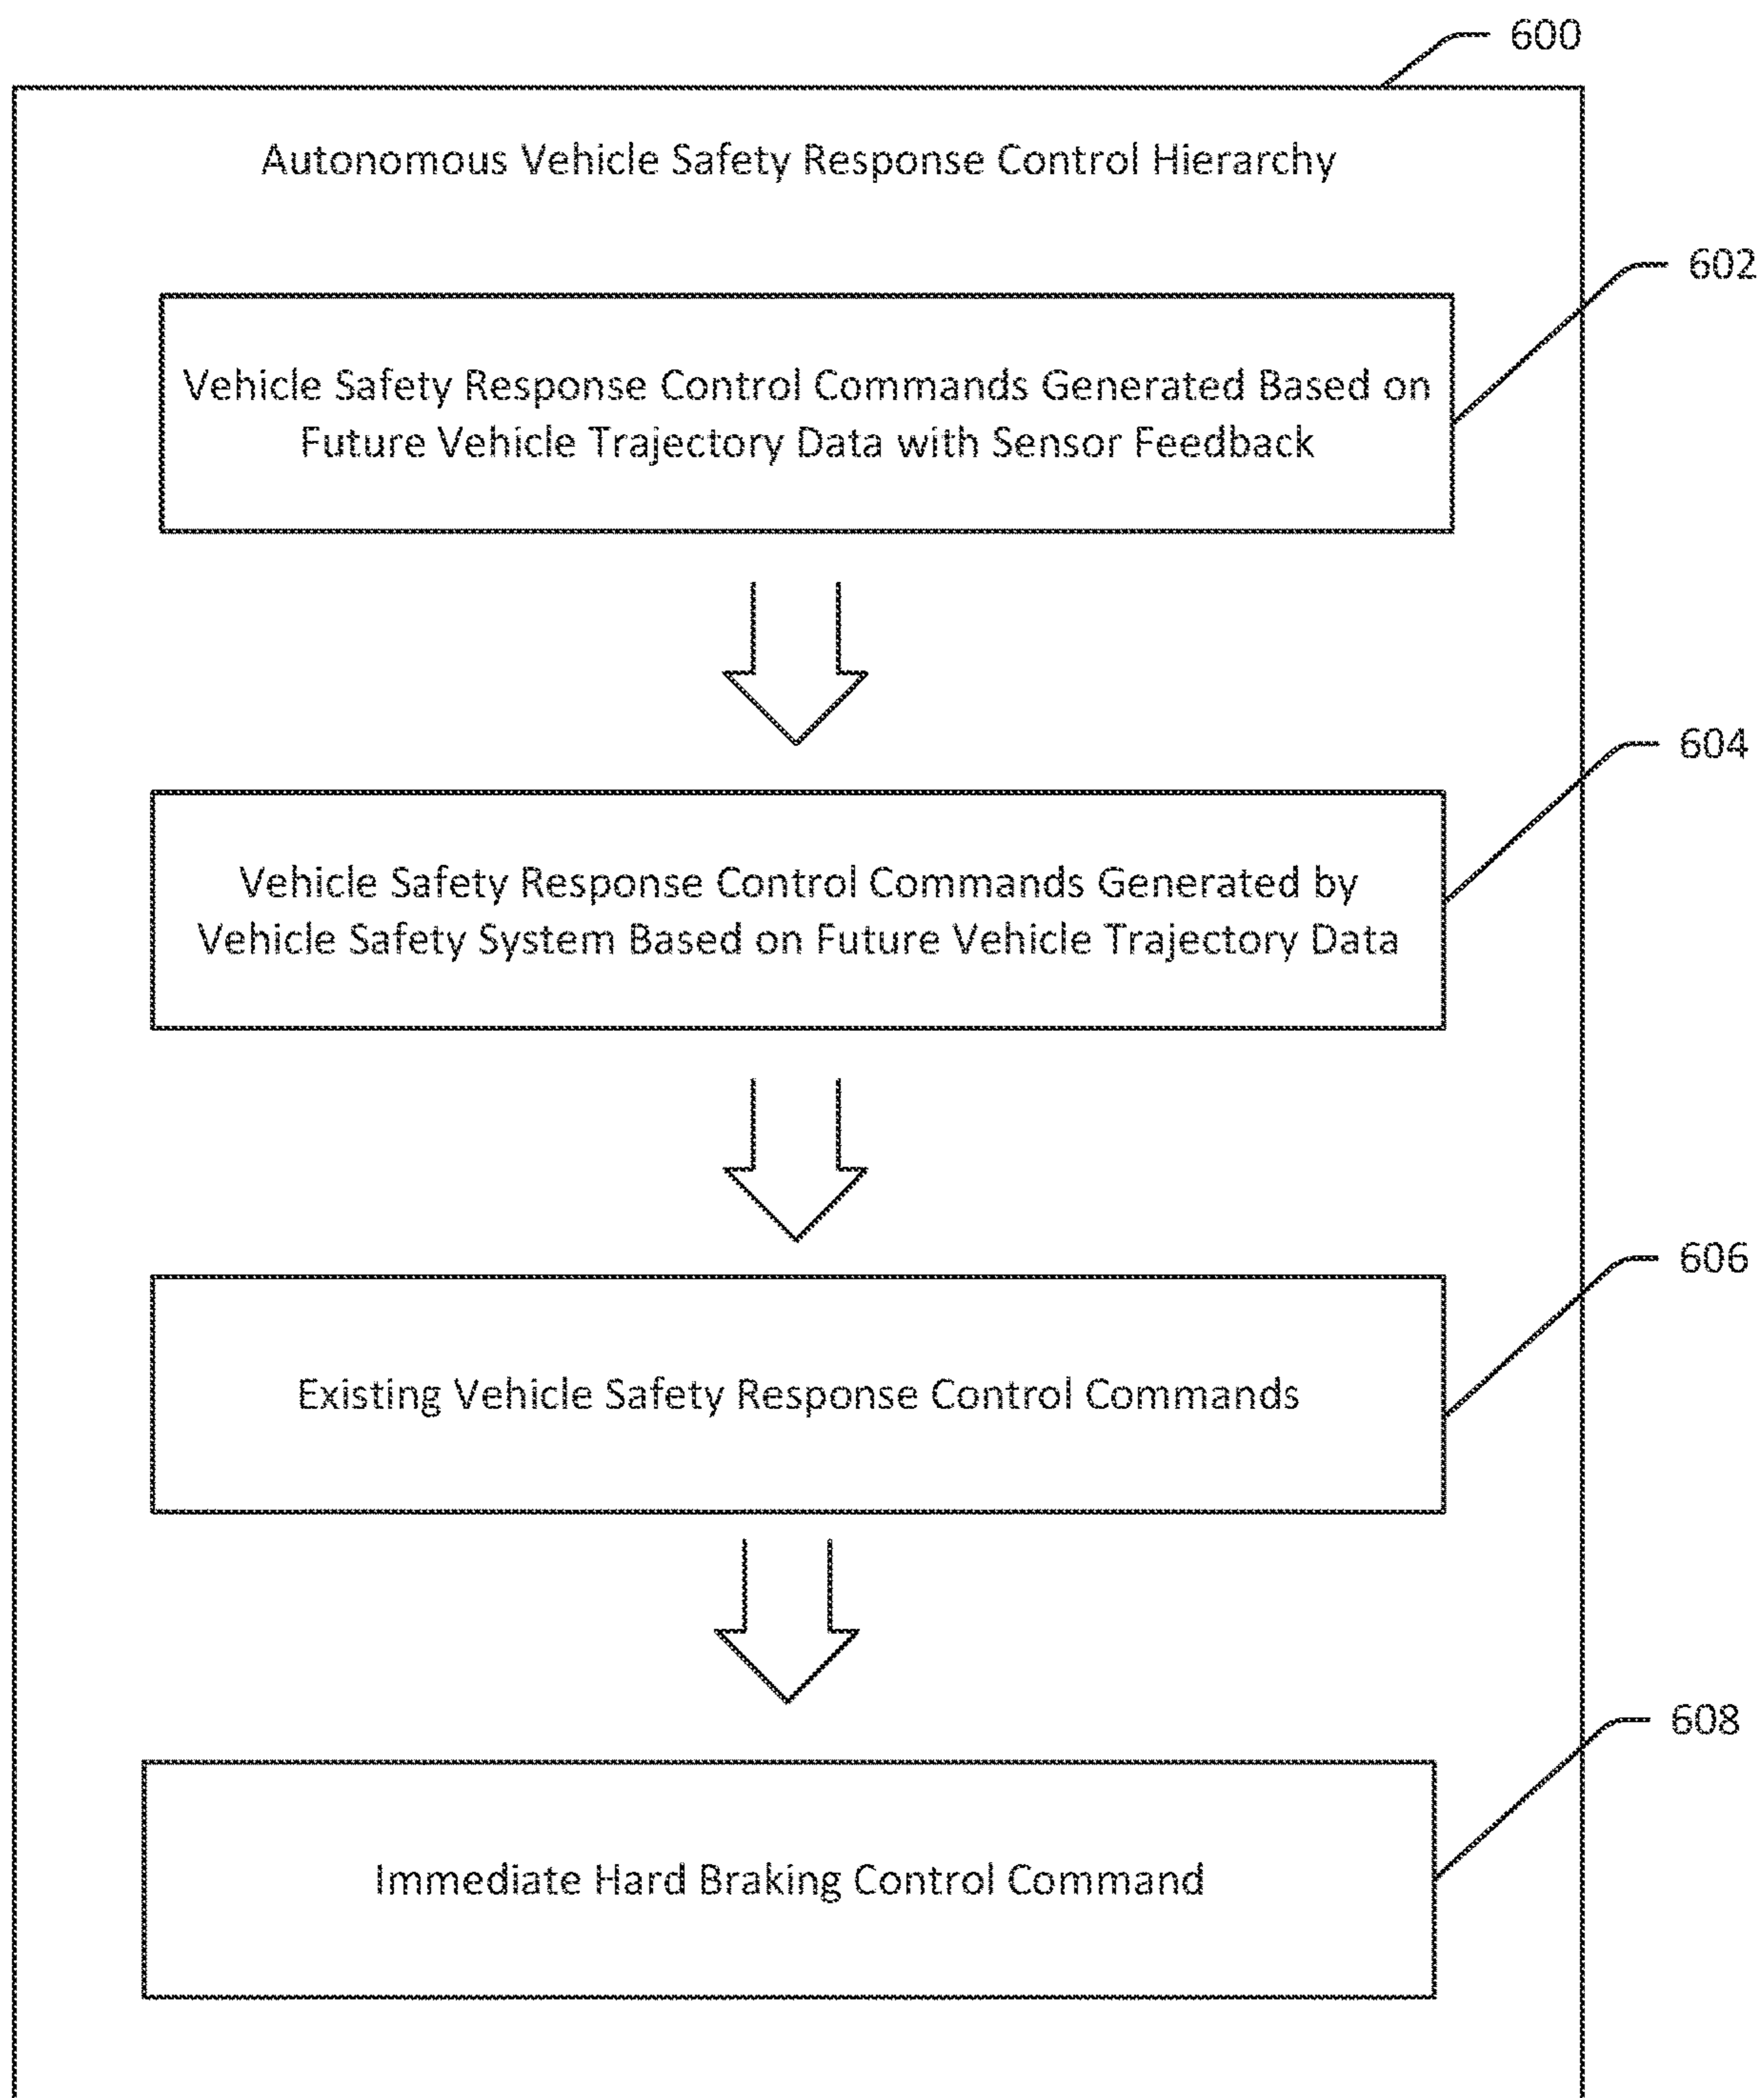 600
Autonomous Vehicle Safety Response Control Hierarchy
602
Vehicle Safety Response Control Commands Generated Based on
Future Vehicle Trajectory Data with Sensor Feedback
604
Vehicle Safety Response Control Commands Generated by
Vehicle Safety System Based on Future Vehicle Trajectory Data
606
Existing Vehicle Safety Response Control Commands
608
Immediate Hard Braking Control Command